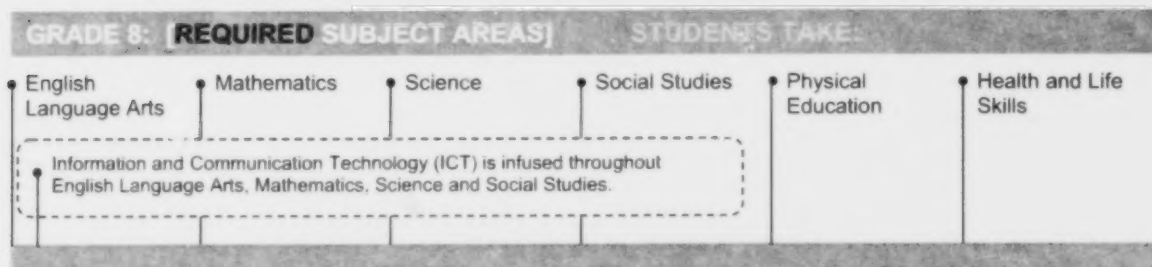 GRADE 8: [REQUIRED SUBJECT AREAS] STUDENTS TAKE:
English
Language Arts
Mathematics
Science
Social Studies
Physical
Education
Health and Life
Skills
Information and Communication Technology (ICT) is infused throughout
English Language Arts, Mathematics, Science and Social Studies.